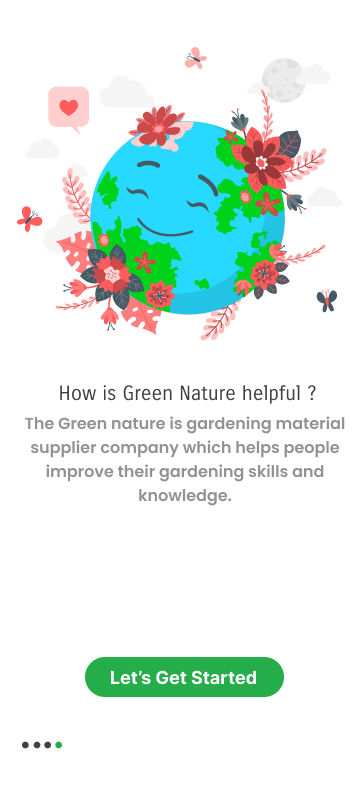 How is Green Nature helpful ?
The Green nature is gardening material
supplier company which helps people
improve their gardening skills and
knowledge.
Let's Get Started